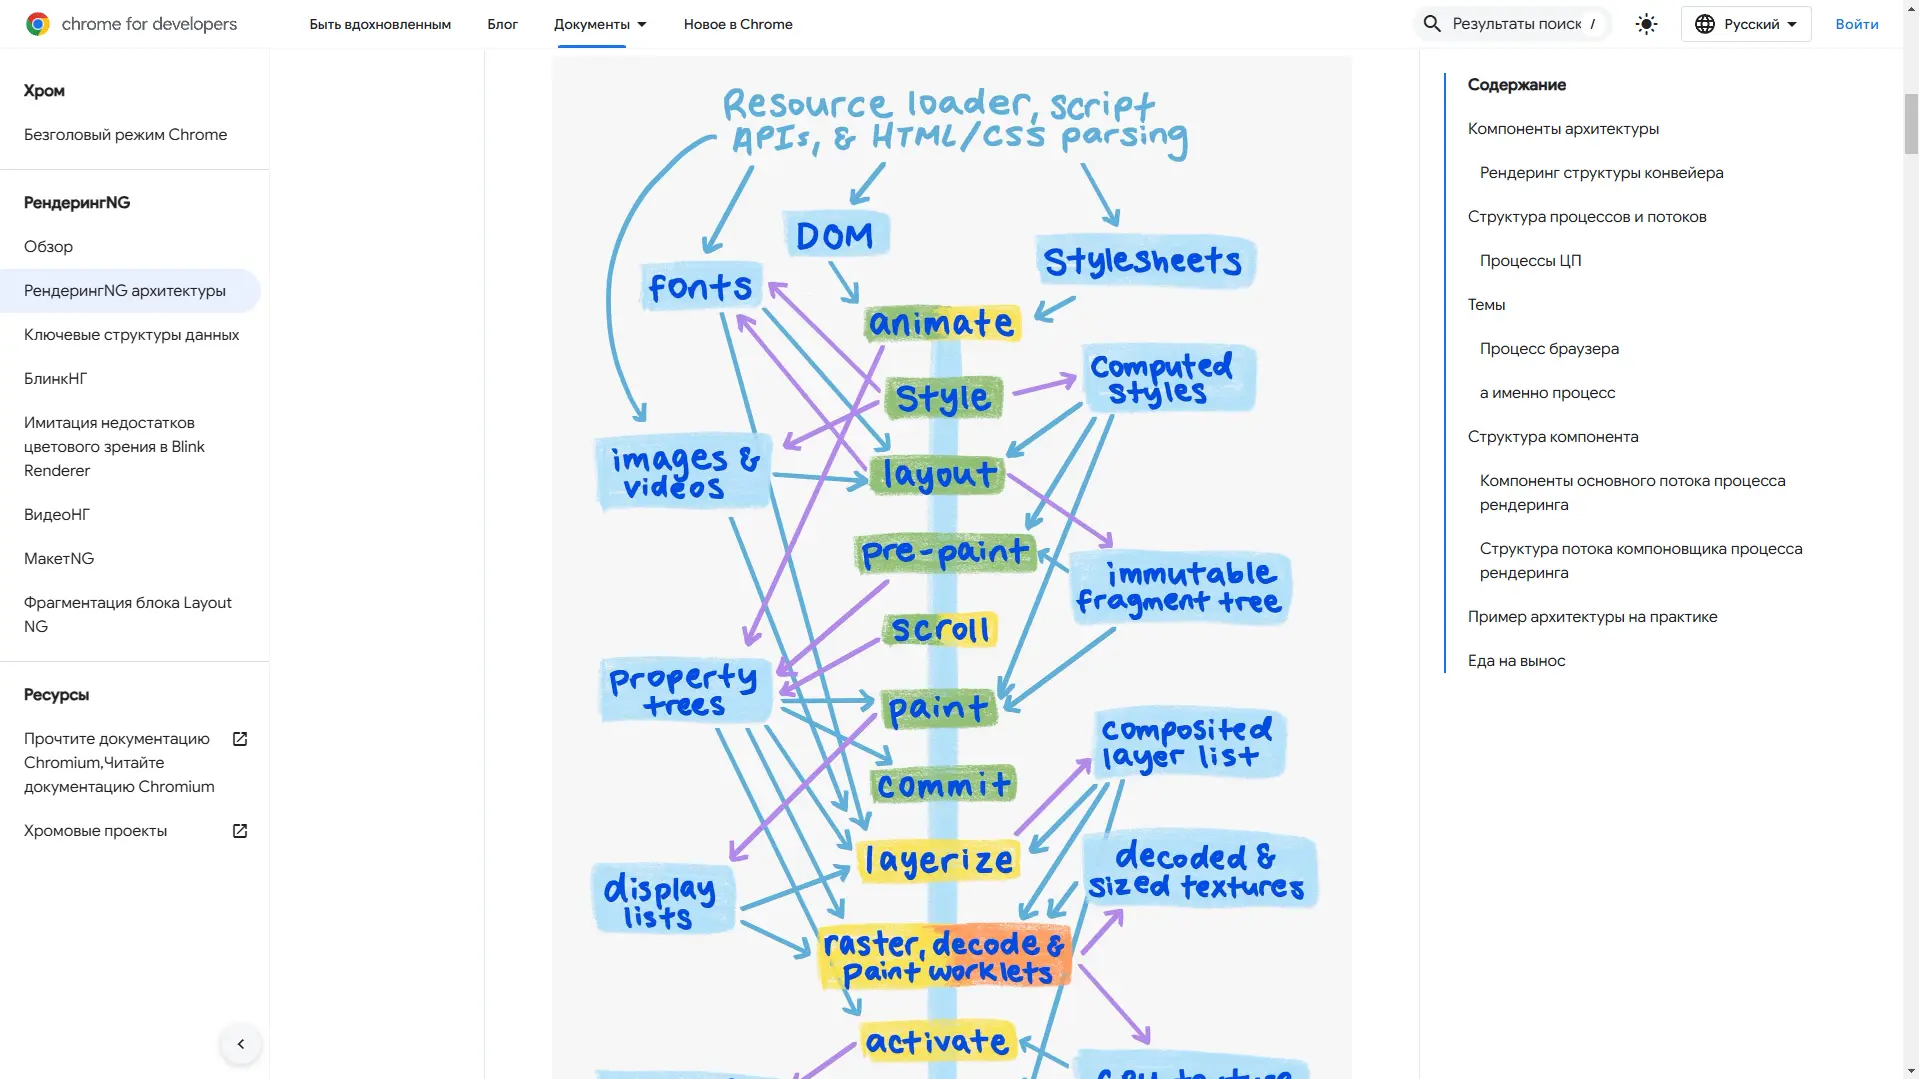 chrome for developers
Быть вдохновленным
Блог
Документы
Новое в Chrome
Результаты поиск
/
Русский
Войти
Хром
Безголовый режим Chrome
РендерингNG
Обзор
РендерингNG архитектуры
Ключевые структуры данных
БлинкНГ
Имитация недостатков
цветового зрения в Blink
Renderer
ВидеоНГ
МакетNG
Фрагментация блока Layout
NG
Ресурсы
Прочтите документацию
Chromium,Читайте
документацию Chromium
Хромовые проекты
Resource loader, script
APIs, & HTML/CSS parsing
DOM
Stylesheets
fonts
animate
Computed
styles
Style
images &
videos
layout
pre-paint
immutable
fragment tree
scroll
property
trees
paint
composited
layer list
commit
layerize
decoded &
sized textures
display
lists
raster, decode &
paint worklets
activate
Содержание
Компоненты архитектуры
Рендеринг структуры конвейера
Структура процессов и потоков
Процессы ЦП
Темы
Процесс браузера
а именно процесс
Структура компонента
Компоненты основного потока процесса
рендеринга
Структура потока компоновщика процесса
рендеринга
Пример архитектуры на практике
Еда на вынос